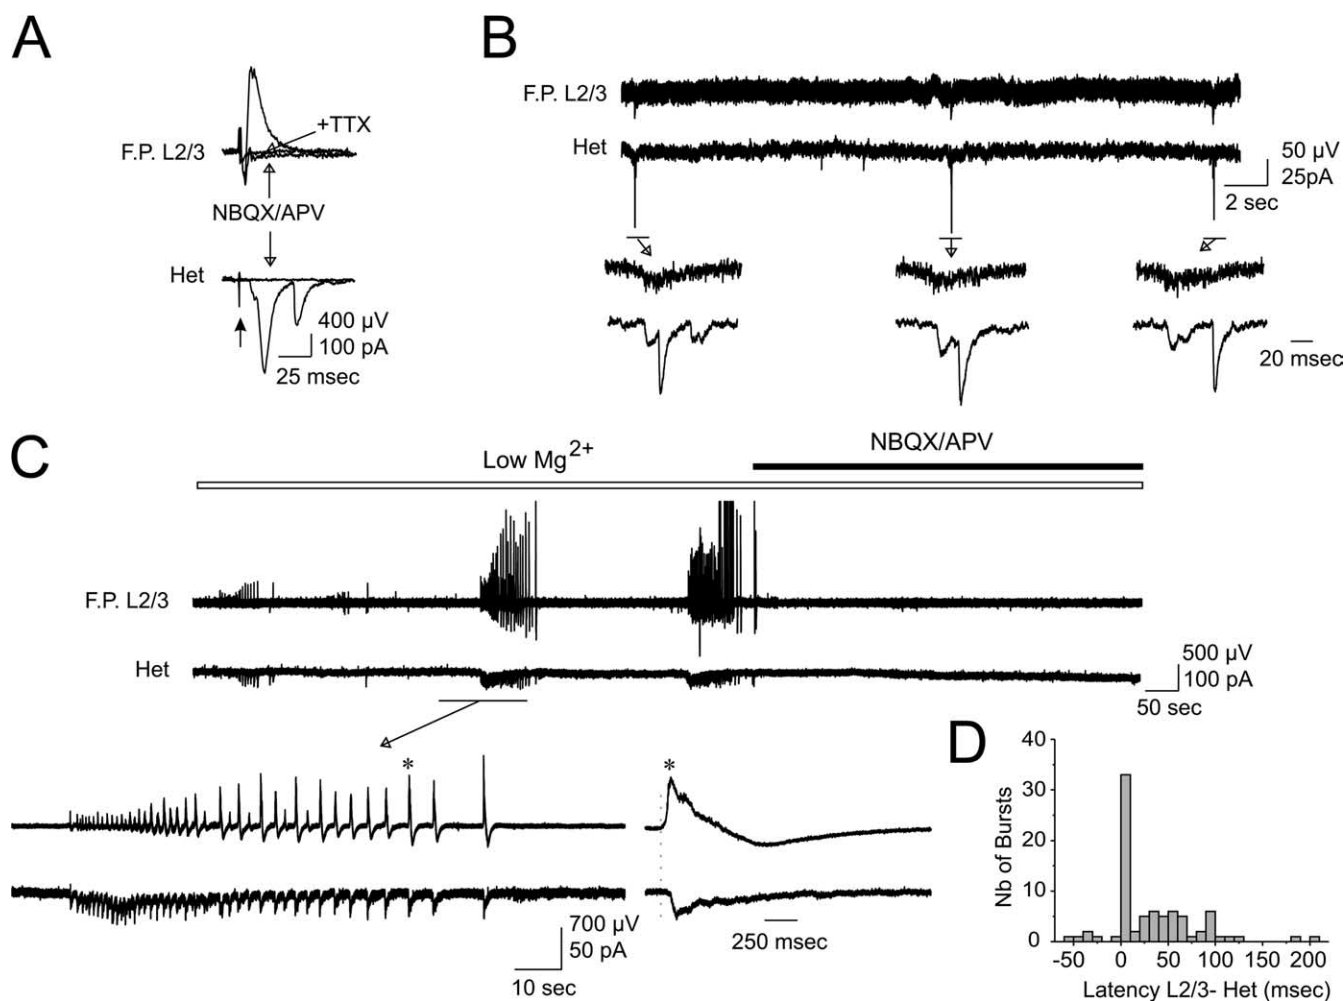 A
+TTX
F.P. L2/3
NBQX/APV
Het
400 µV
100 pA
25 msec
B
F.P. L2/3
Het
50 µV
25pA
2 sec
20 msec
C
Low Mg2+
NBQX/APV
F.P. L2/3
Het
500 µV
100 pA
50 sec
*
*
700 µV
50 pA
10 sec
250 msec
D
Nb of Bursts
40
30
20
10
0
-50 0 50 100 150 200
Latency L2/3- Het (msec)